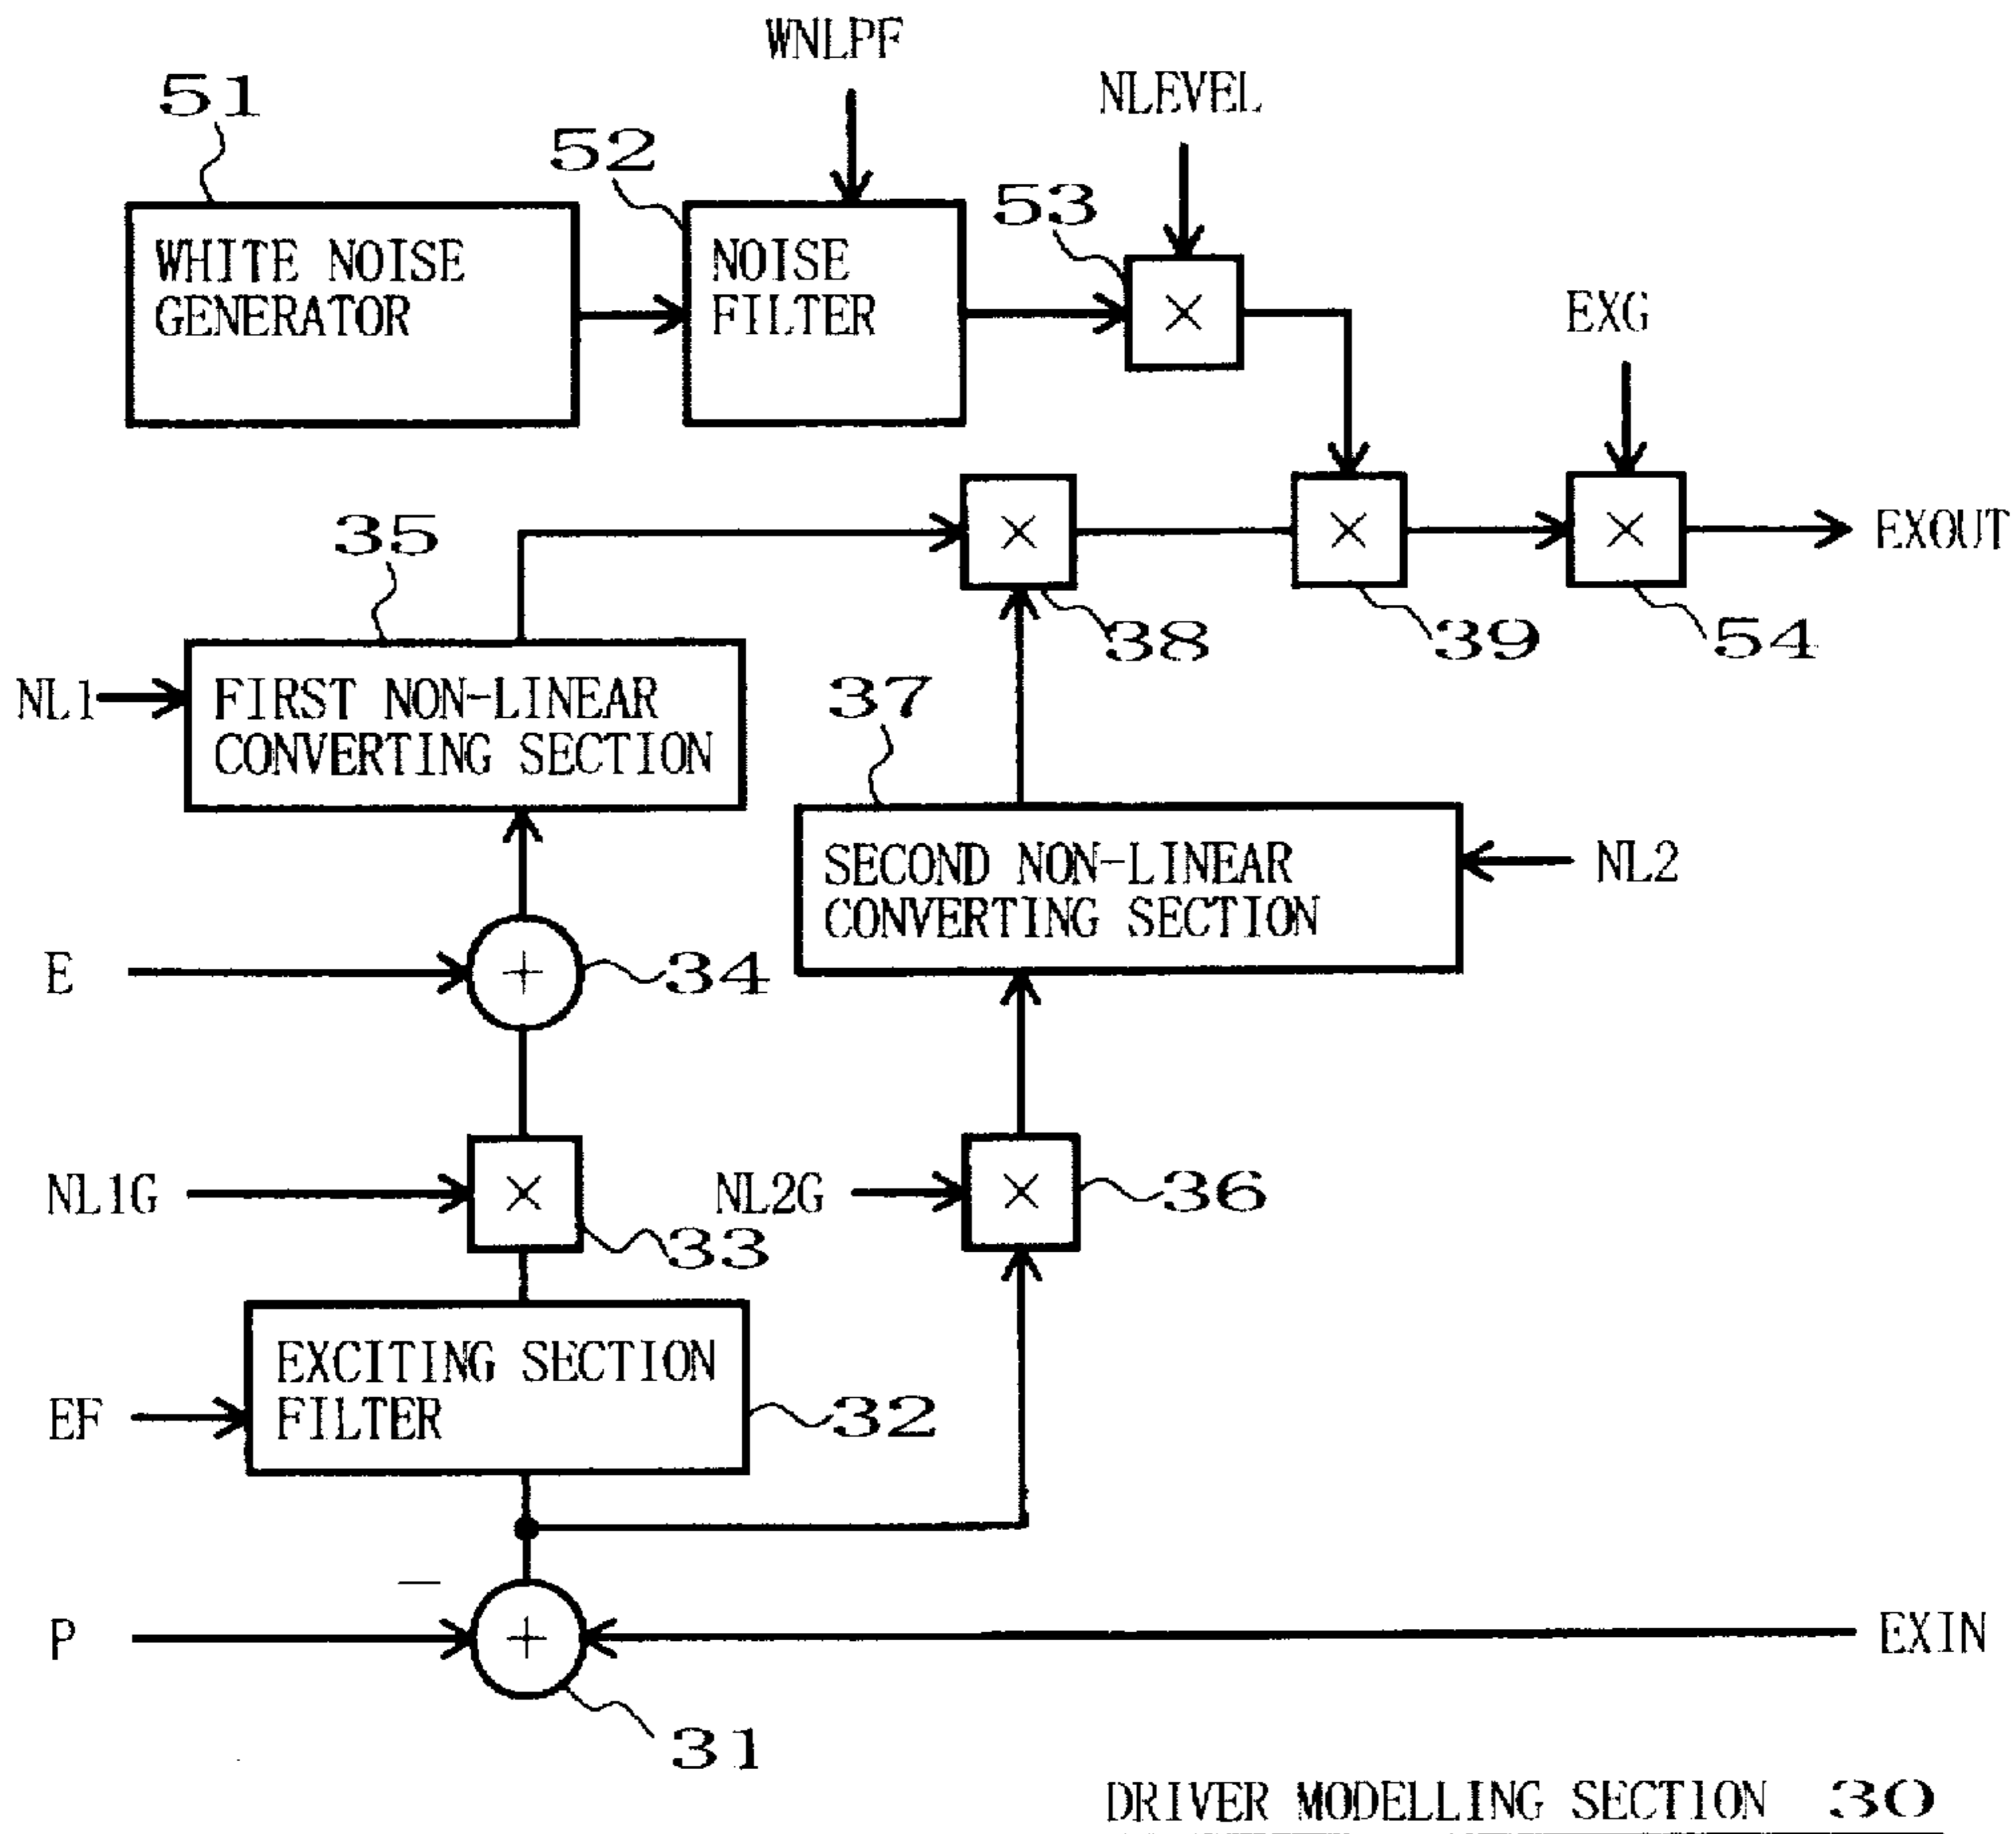 WNLPF
NLEVEL
51
52
53
WHITE NOISE
GENERATOR
NOISE
FILTER
×
EXG
35
×
×
×
EXOUT
38
39
54
NL1
FIRST NON-LINEAR
CONVERTING SECTION
37
SECOND NON-LINEAR
CONVERTING SECTION
NL2
E
+
34
NL1G
×
33
NL2G
×
36
EXCITING SECTION
FILTER
EF
32
−
P
+
EXIN
31
DRIVER MODELLING SECTION 30